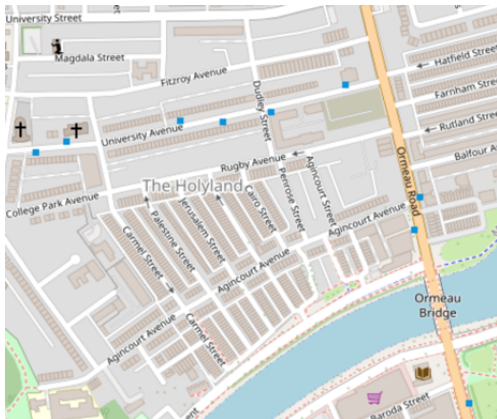 University Street
Magdala Street
Fitzroy Avenue
Hatfield Street
Dudley Street
Farnham Street
University Avenue
Rutland Street
Rugby Avenue
Balfour Ave
Ormeau Road
The Holyland
Agincourt Street
Penrose Street
Cairo Street
College Park Avenue
Jerusalem Street
Palestine Street
Carmel Street
Agincourt Avenue
Agincourt Avenue
Ormeau
Bridge
Carmel Street
Agincourt Avenue
Baroda Street
ent